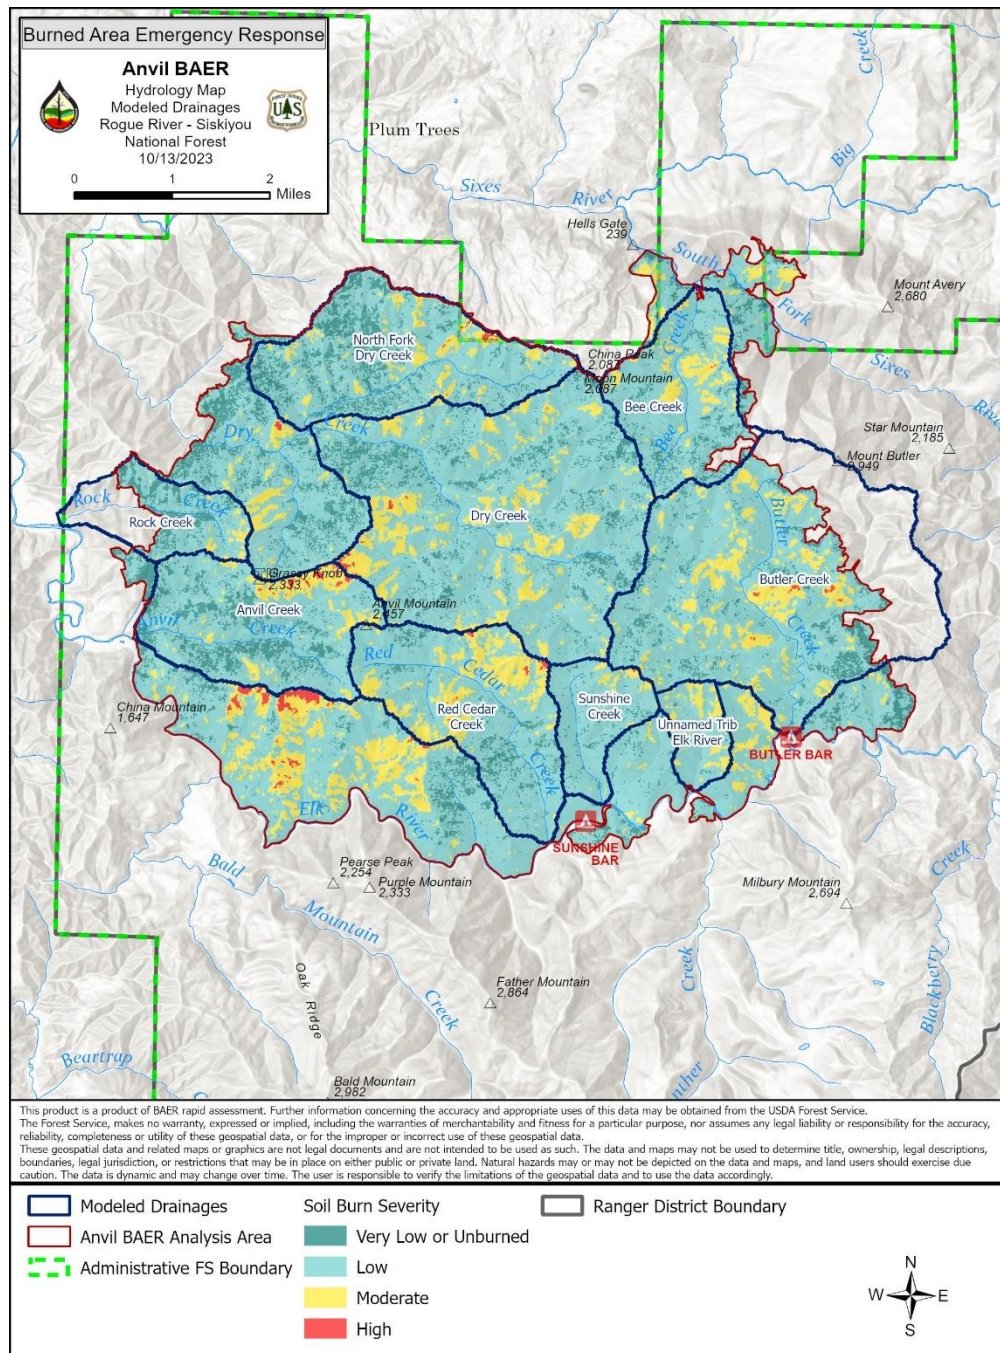 Burned Area Emergency Response
Anvil BAER
Hydrology Map
Modeled Drainages
Rogue River - Siskiyou
National Forest
10/13/2023
0 1 2 Miles
Plum Trees
Sixes
River
Big
Creek
Hells Gate
239
South
Fork
Sixes
River
Mount Avery
2,680
North Fork
Dry Creek
China Peak
2,087
Moon Mountain
2,087
Bee Creek
Bee
Creek
Star Mountain
2,185
Mount Butler
2,949
Dry
Creek
Rock
Creek
Rock Creek
Dry Creek
Butler
Creek
Butler Creek
Grassy Knob
2,333
Anvil Creek
Anvil
Creek
Anvil Mountain
2,457
Red
Cedar
Creek
Red Cedar
Creek
Sunshine
Creek
Unnamed Trib
Elk River
China Mountain
1,647
BUTLER BAR
Elk
River
SUNSHINE
BAR
Bald
Mountain
Creek
Pearse Peak
2,254
Purple Mountain
2,333
Milbury Mountain
2,694
Creek
Blackberry
Father Mountain
2,864
Oak Ridge
Creek
Beartrap
Bald Mountain
2,982
This product is a product of BAER rapid assessment. Further information concerning the accuracy and appropriate uses of this data may be obtained from the USDA Forest Service.
The Forest Service, makes no warranty, expressed or implied, including the warranties of merchantability and fitness for a particular purpose, nor assumes any legal liability or responsibility for the accuracy,
reliability, completeness or utility of these geospatial data, or for the improper or incorrect use of these geospatial data.
These geospatial data and related maps or graphics are not legal documents and are not intended to be used as such. The data and maps may not be used to determine title, ownership, legal descriptions,
boundaries, legal jurisdiction, or restrictions that may be in place on either public or private land. Natural hazards may or may not be depicted on the data and maps, and land users should exercise due
caution. The data is dynamic and may change over time. The user is responsible to verify the limitations of the geospatial data and to use the data accordingly.
Modeled Drainages
Anvil BAER Analysis Area
Administrative FS Boundary
Soil Burn Severity
Very Low or Unburned
Low
Moderate
High
Ranger District Boundary
N
W E
S